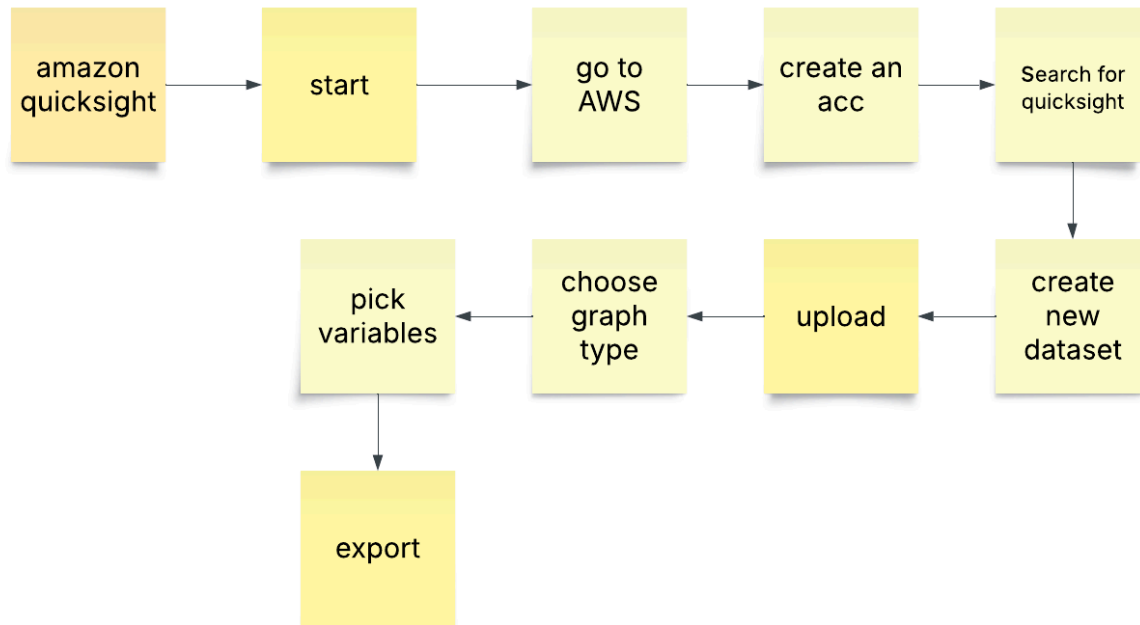 amazon
quicksight
start
go to
AWS
create an
acc
Search for
quicksight
create
new
dataset
upload
choose
graph
type
pick
variables
export